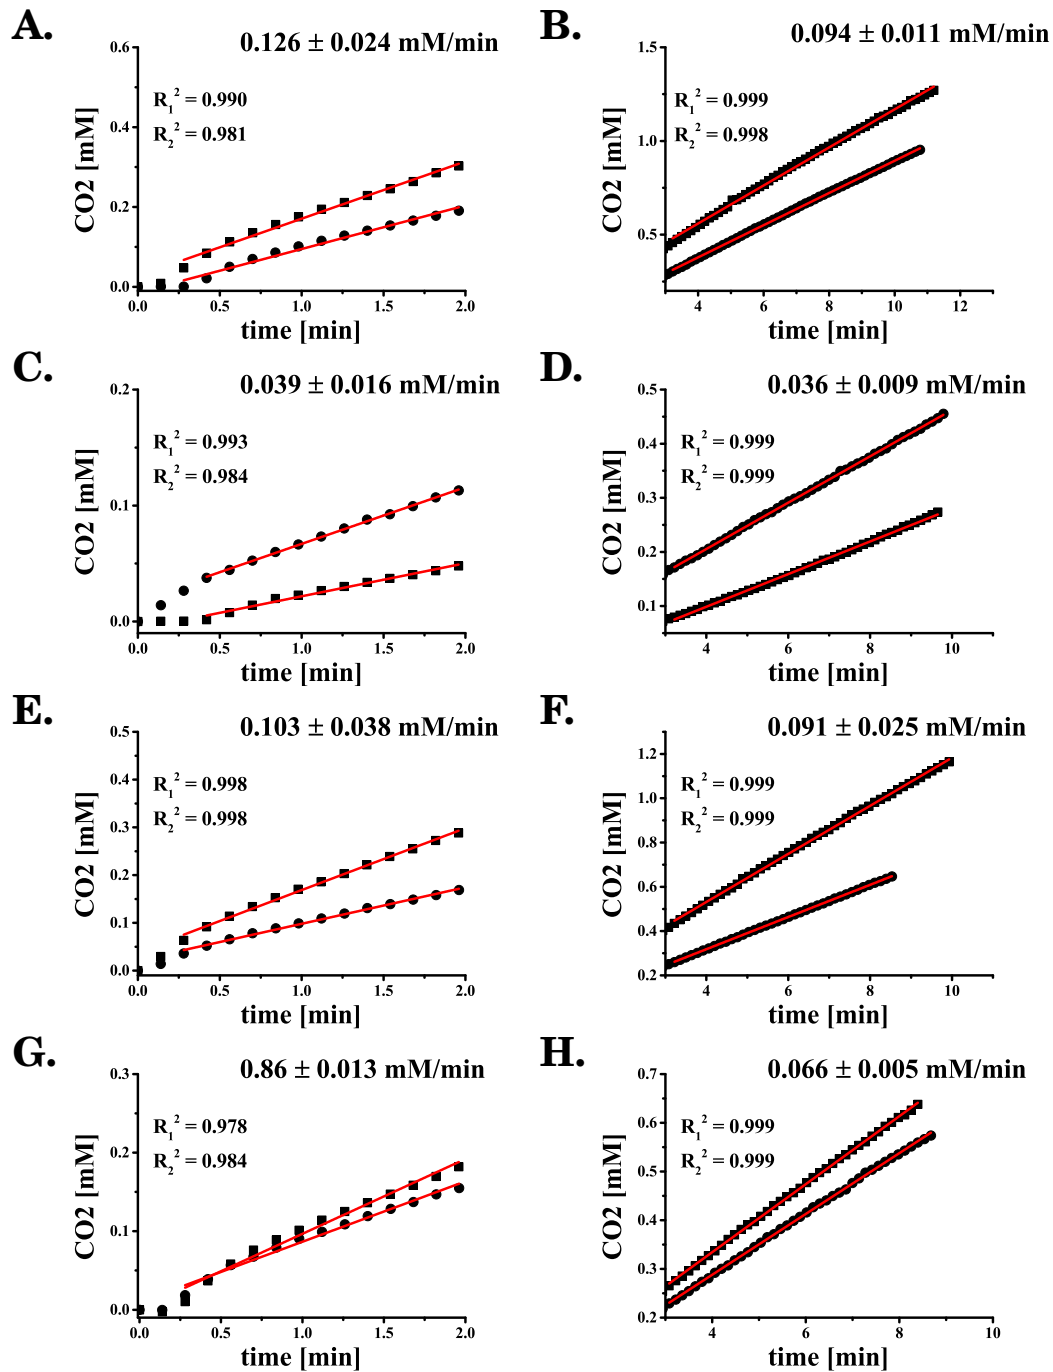 A.
0.126 ± 0.024 mM/min
R₁² = 0.990
R₂² = 0.981
CO2 [mM]
0.6
0.4
0.2
0.0
0.0 0.5 1.0 1.5 2.0
time [min]
B.
0.094 ± 0.011 mM/min
R₁² = 0.999
R₂² = 0.998
CO2 [mM]
1.5
1.0
0.5
4 6 8 10 12
time [min]
C.
0.039 ± 0.016 mM/min
R₁² = 0.993
R₂² = 0.984
CO2 [mM]
0.2
0.1
0.0
0.0 0.5 1.0 1.5 2.0
time [min]
D.
0.036 ± 0.009 mM/min
R₁² = 0.999
R₂² = 0.999
CO2 [mM]
0.5
0.4
0.3
0.2
0.1
4 6 8 10
time [min]
E.
0.103 ± 0.038 mM/min
R₁² = 0.998
R₂² = 0.998
CO2 [mM]
0.5
0.4
0.3
0.2
0.1
0.0
0.0 0.5 1.0 1.5 2.0
time [min]
F.
0.091 ± 0.025 mM/min
R₁² = 0.999
R₂² = 0.999
CO2 [mM]
1.2
1.0
0.8
0.6
0.4
0.2
4 6 8 10
time [min]
G.
0.86 ± 0.013 mM/min
R₁² = 0.978
R₂² = 0.984
CO2 [mM]
0.3
0.2
0.1
0.0
0.0 0.5 1.0 1.5 2.0
time [min]
H.
0.066 ± 0.005 mM/min
R₁² = 0.999
R₂² = 0.999
CO2 [mM]
0.7
0.6
0.5
0.4
0.3
0.2
4 6 8 10
time [min]